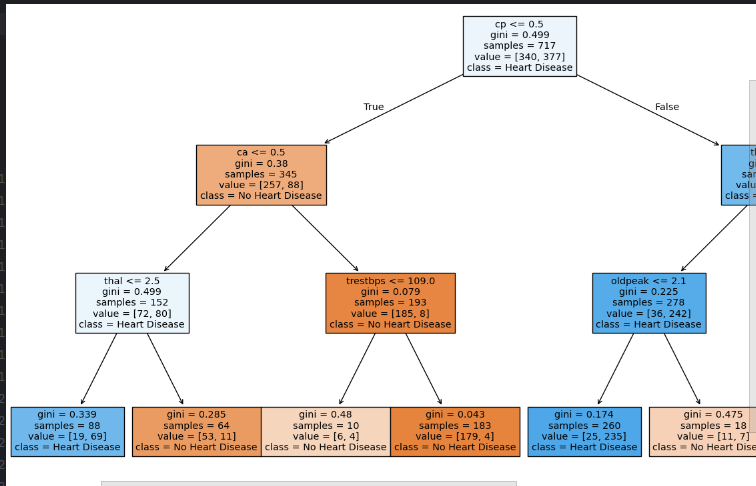 cp <= 0.5
gini = 0.499
samples = 717
value = [340, 377]
class = Heart Disease
True
False
ca <= 0.5
gini = 0.38
samples = 345
value = [257, 88]
class = No Heart Disease
thal <= 2.5
gini = 0.499
samples = 152
value = [72, 80]
class = Heart Disease
trestbps <= 109.0
gini = 0.079
samples = 193
value = [185, 8]
class = No Heart Disease
oldpeak <= 2.1
gini = 0.225
samples = 278
value = [36, 242]
class = Heart Disease
gini = 0.339
samples = 88
value = [19, 69]
class = Heart Disease
gini = 0.285
samples = 64
value = [53, 11]
class = No Heart Disease
gini = 0.48
samples = 10
value = [6, 4]
class = No Heart Disease
gini = 0.043
samples = 183
value = [179, 4]
class = No Heart Disease
gini = 0.174
samples = 260
value = [25, 235]
class = Heart Disease
gini = 0.475
samples = 18
value = [11, 7]
class = No Heart Dise